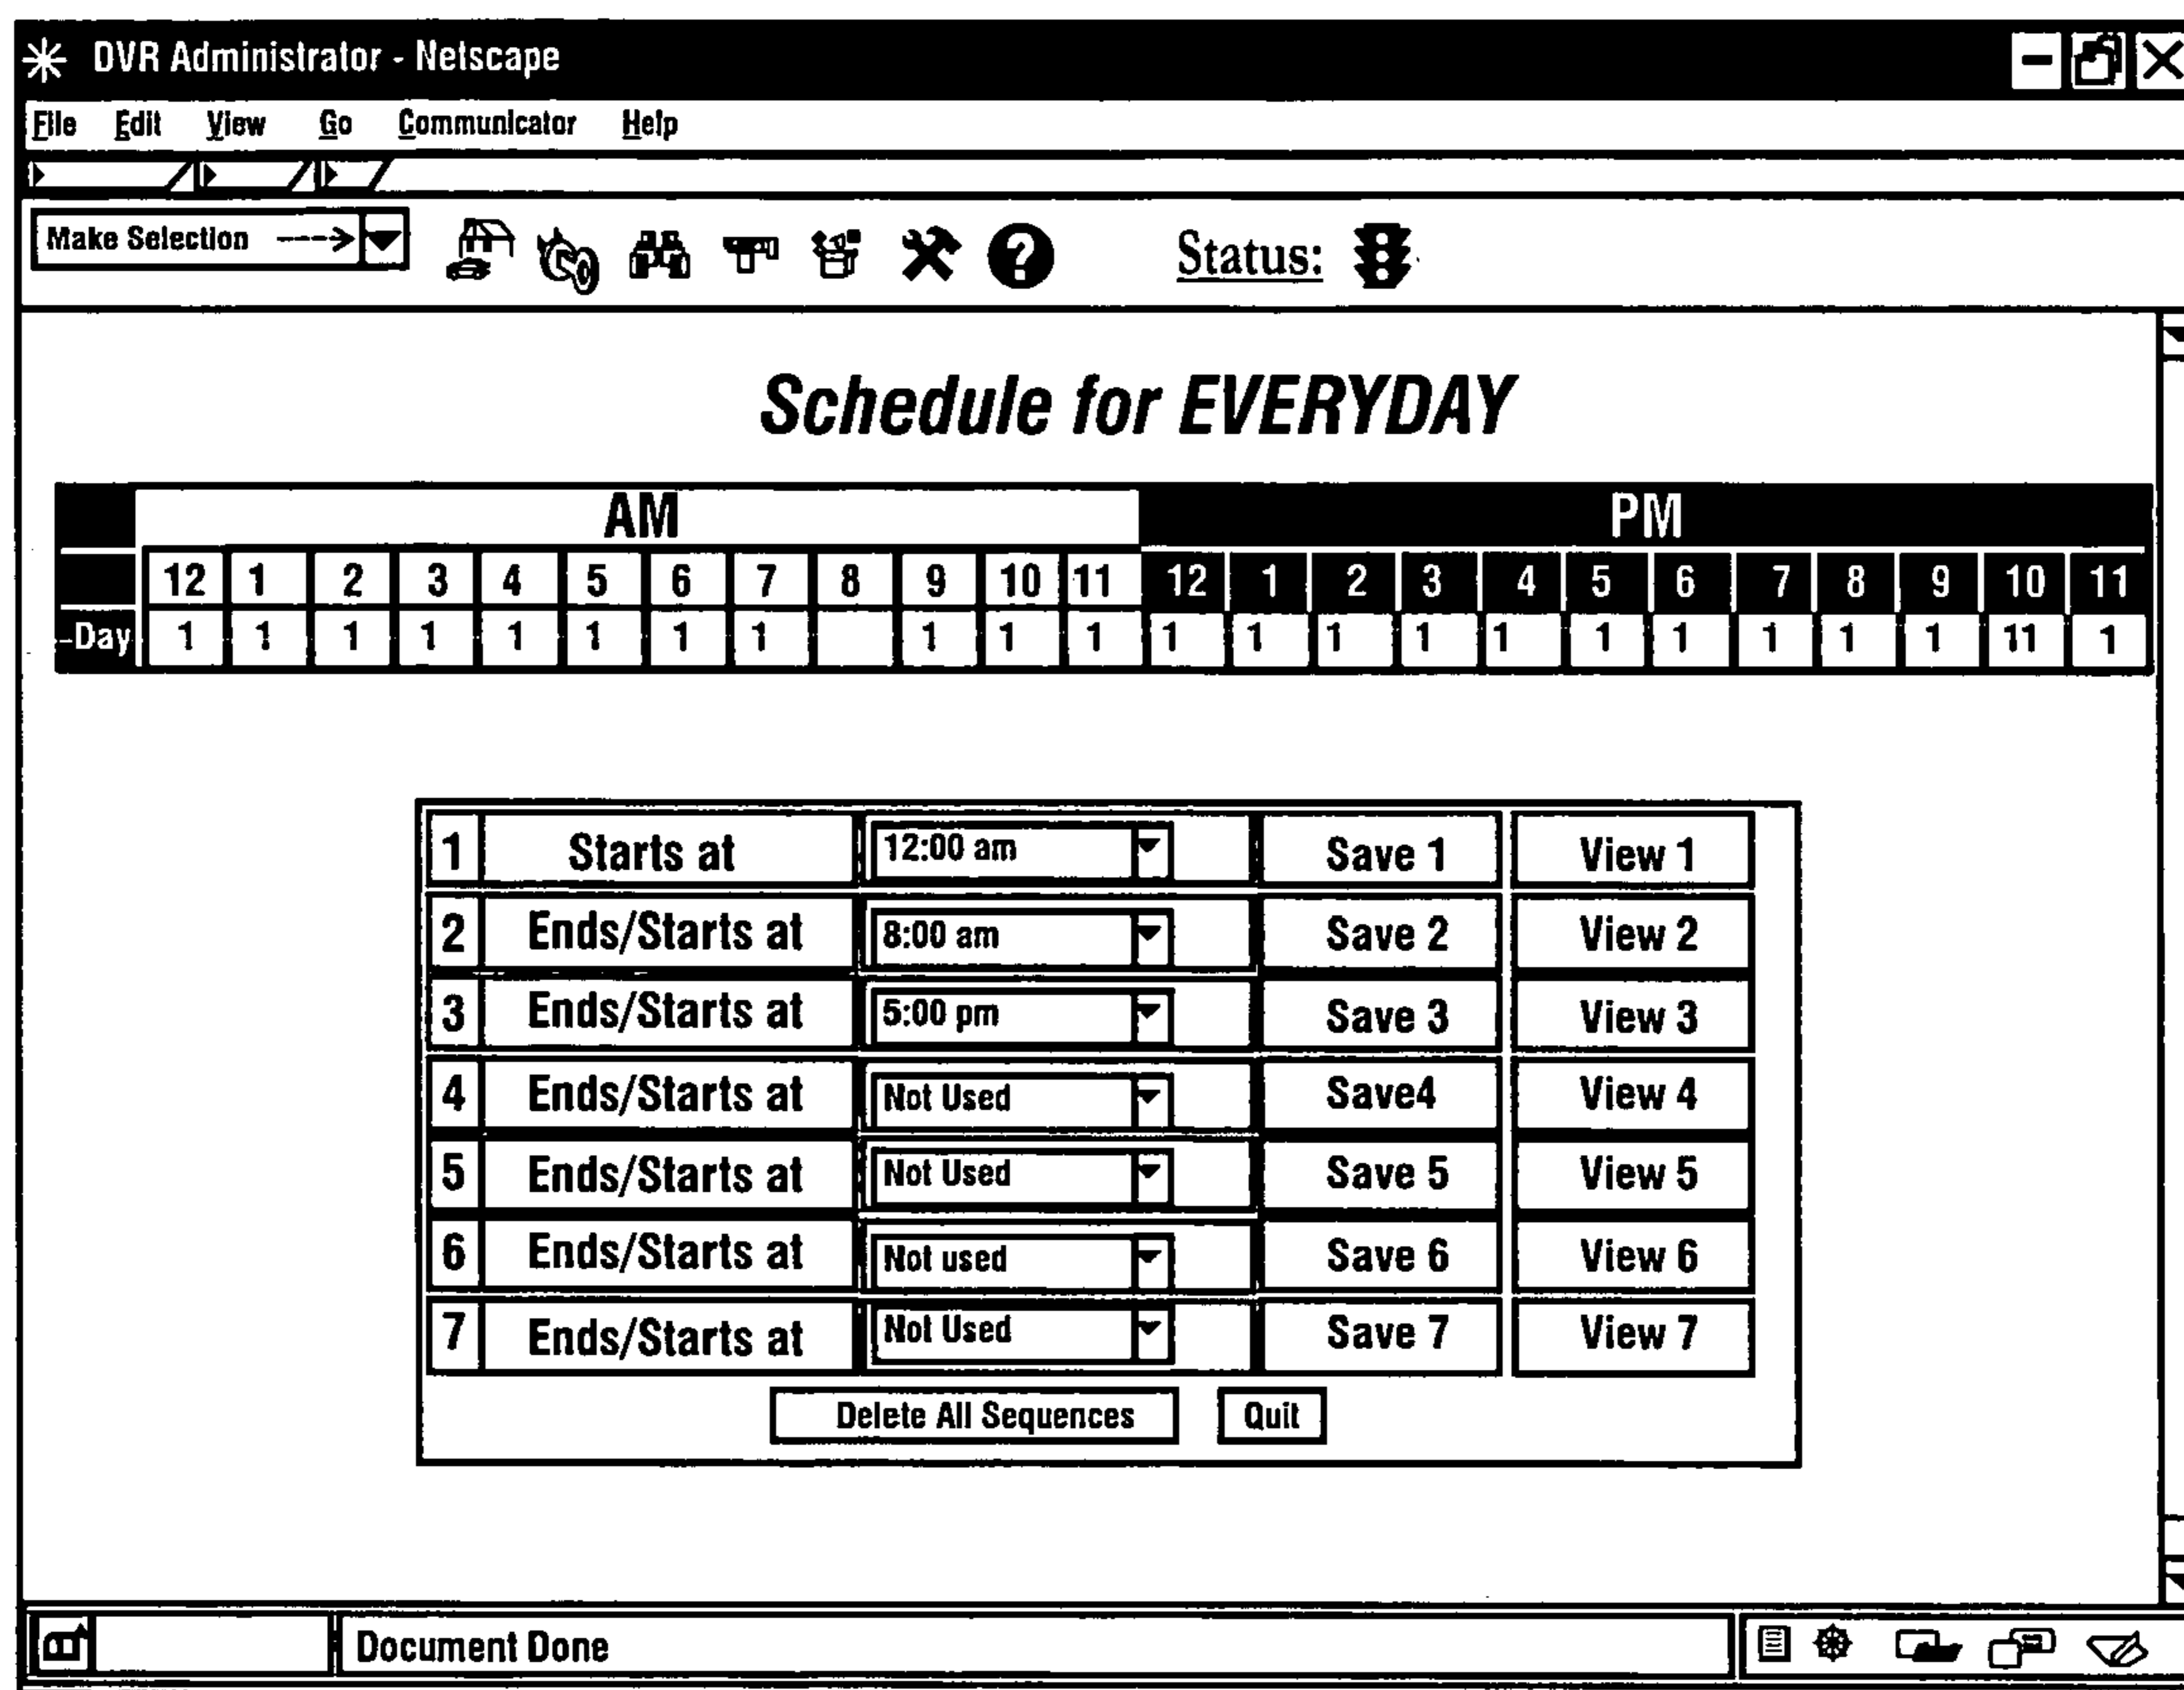 DVR Administrator - Netscape
File Edit View Go Communicator Help
Make Selection ---> Status:
Schedule for EVERYDAY
AM PM
12 1 2 3 4 5 6 7 8 9 10 11 12 1 2 3 4 5 6 7 8 9 10 11
-Day 1 1 1 1 1 1 1 1 1 1 1 1 1 1 1 1 1 1 1 1 1 11 1
1 Starts at 12:00 am Save 1 View 1
2 Ends/Starts at 8:00 am Save 2 View 2
3 Ends/Starts at 5:00 pm Save 3 View 3
4 Ends/Starts at Not Used Save4 View 4
5 Ends/Starts at Not Used Save 5 View 5
6 Ends/Starts at Not used Save 6 View 6
7 Ends/Starts at Not Used Save 7 View 7
Delete All Sequences Quit
Document Done